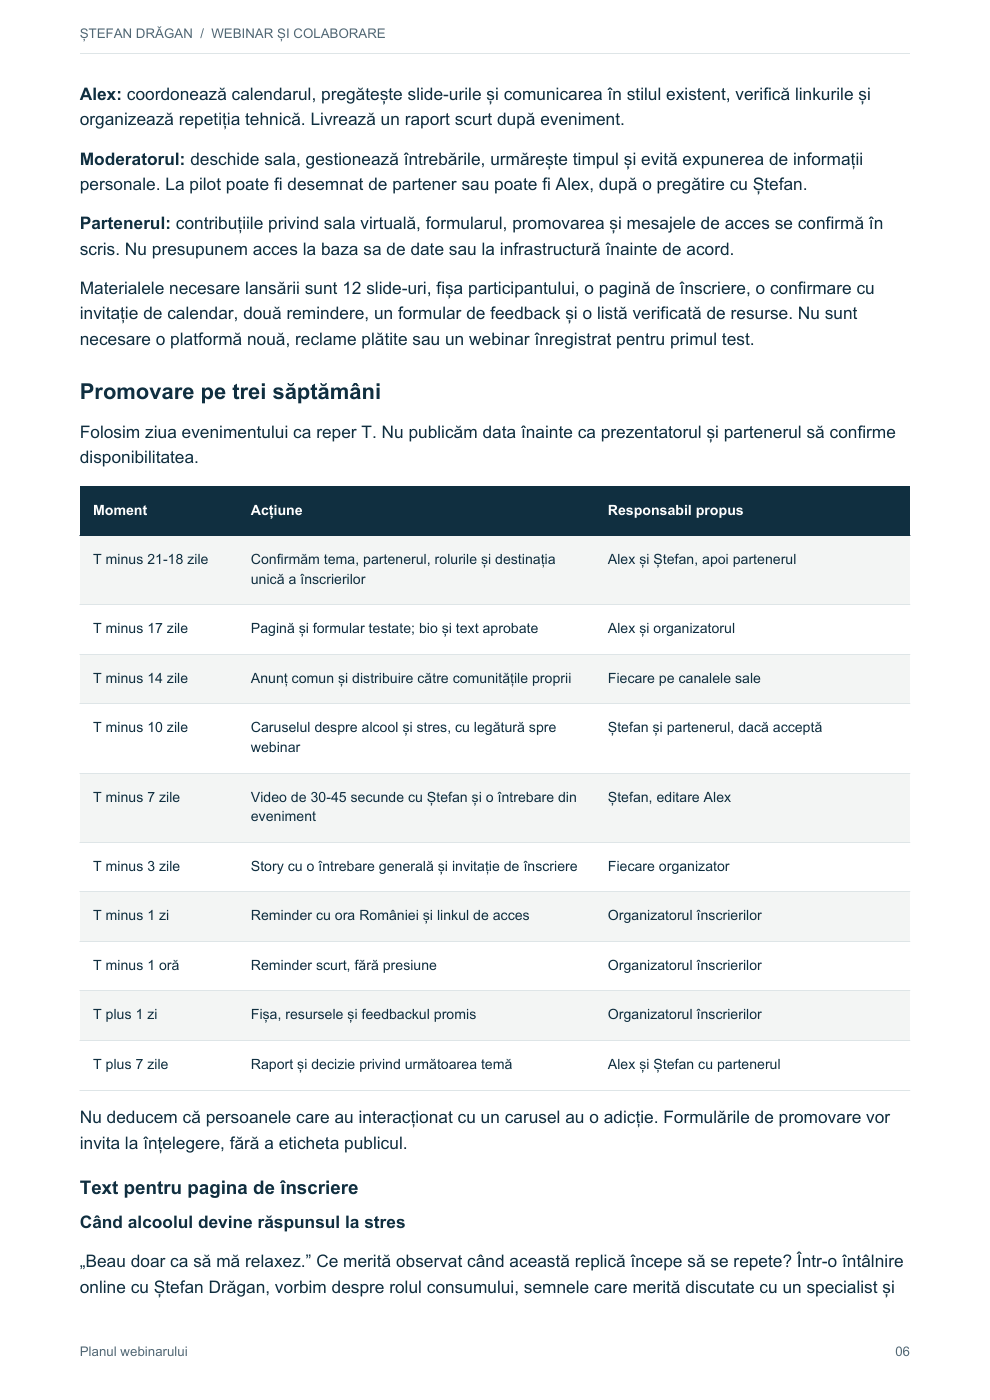 ȘTEFAN DRĂGAN / WEBINAR ȘI COLABORARE
Alex: coordonează calendarul, pregătește slide-urile și comunicarea în stilul existent, verifică linkurile și
organizează repetiția tehnică. Livrează un raport scurt după eveniment.
Moderatorul: deschide sala, gestionează întrebările, urmărește timpul și evită expunerea de informații
personale. La pilot poate fi desemnat de partener sau poate fi Alex, după o pregătire cu Ștefan.
Partenerul: contribuțiile privind sala virtuală, formularul, promovarea și mesajele de acces se confirmă în
scris. Nu presupunem acces la baza sa de date sau la infrastructură înainte de acord.
Materialele necesare lansării sunt 12 slide-uri, fișa participantului, o pagină de înscriere, o confirmare cu
invitație de calendar, două remindere, un formular de feedback și o listă verificată de resurse. Nu sunt
necesare o platformă nouă, reclame plătite sau un webinar înregistrat pentru primul test.
Promovare pe trei săptămâni
Folosim ziua evenimentului ca reper T. Nu publicăm data înainte ca prezentatorul și partenerul să confirme
disponibilitatea.
Moment Acțiune Responsabil propus
T minus 21-18 zile Confirmăm tema, partenerul, rolurile și destinația Alex și Ștefan, apoi partenerul
unică a înscrierilor
T minus 17 zile Pagină și formular testate; bio și text aprobate Alex și organizatorul
T minus 14 zile Anunț comun și distribuire către comunitățile proprii Fiecare pe canalele sale
T minus 10 zile Caruselul despre alcool și stres, cu legătură spre Ștefan și partenerul, dacă acceptă
webinar
T minus 7 zile Video de 30-45 secunde cu Ștefan și o întrebare din Ștefan, editare Alex
eveniment
T minus 3 zile Story cu o întrebare generală și invitație de înscriere Fiecare organizator
T minus 1 zi Reminder cu ora României și linkul de acces Organizatorul înscrierilor
T minus 1 oră Reminder scurt, fără presiune Organizatorul înscrierilor
T plus 1 zi Fișa, resursele și feedbackul promis Organizatorul înscrierilor
T plus 7 zile Raport și decizie privind următoarea temă Alex și Ștefan cu partenerul
Nu deducem că persoanele care au interacționat cu un carusel au o adicție. Formulările de promovare vor
invita la înțelegere, fără a eticheta publicul.
Text pentru pagina de înscriere
Când alcoolul devine răspunsul la stres
„Beau doar ca să mă relaxez.” Ce merită observat când această replică începe să se repete? Într-o întâlnire
online cu Ștefan Drăgan, vorbim despre rolul consumului, semnele care merită discutate cu un specialist și
Planul webinarului 06